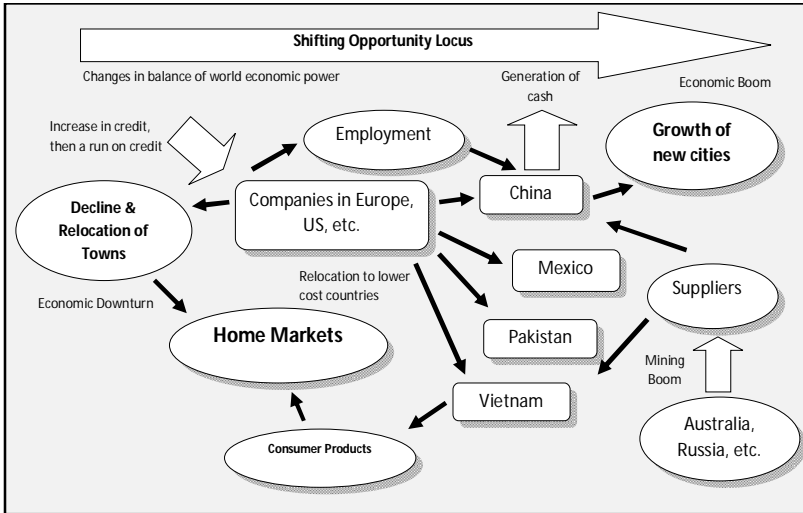 Shifting Opportunity Locus
Changes in balance of world economic power
Generation of
cash
Economic Boom
Increase in credit,
then a run on credit
Employment
Growth of
new cities
China
Companies in Europe,
US, etc.
Decline &
Relocation of
Towns
Mexico
Relocation to lower
cost countries
Suppliers
Economic Downturn
Home Markets
Pakistan
Mining
Boom
Vietnam
Australia,
Russia, etc.
Consumer Products